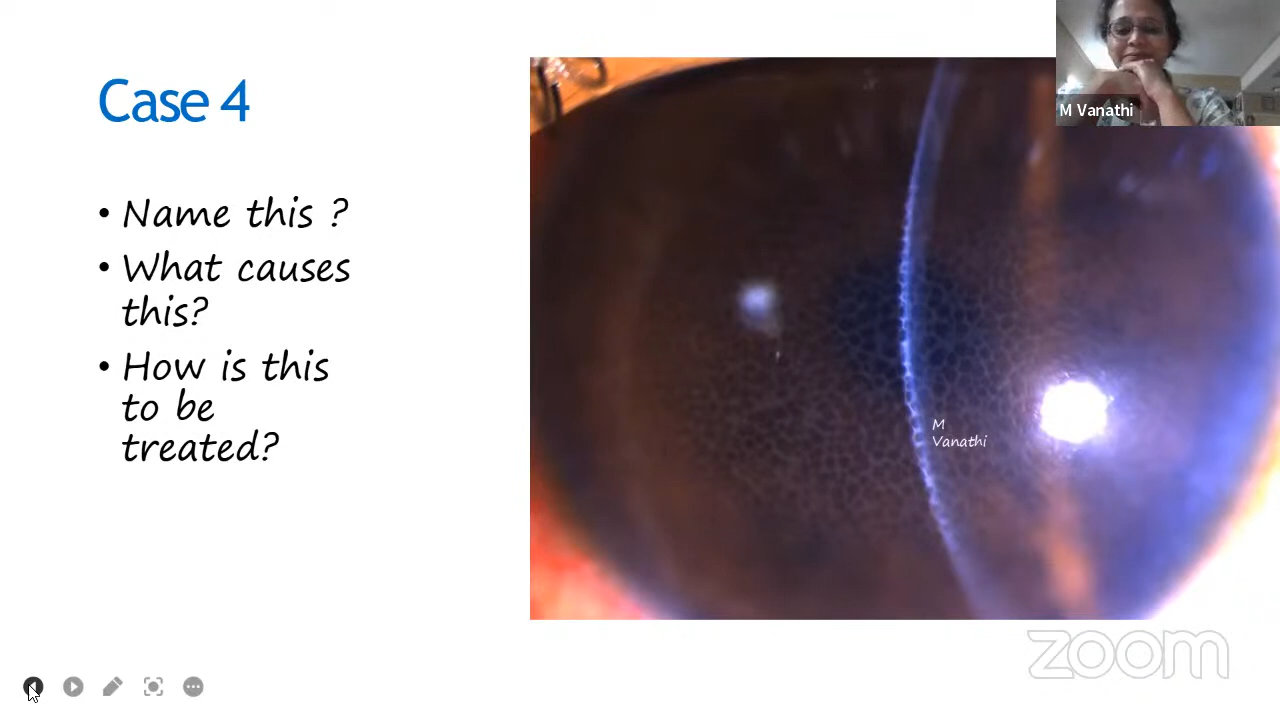 Case 4
M Vanathi
• Name this ?
• What causes
this?
• How is this
to be
treated?
M
Vanathi
zoom